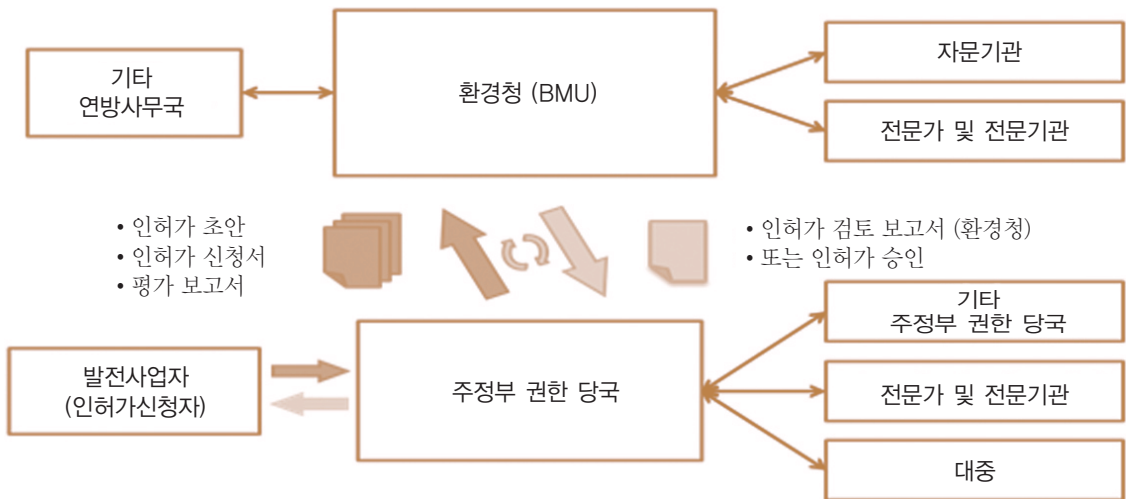 기타
연방사무국
환경청 (BMU)
자문기관
전문가 및 전문기관
• 인허가 초안
• 인허가 신청서
• 평가 보고서
• 인허가 검토 보고서 (환경청)
• 또는 인허가 승인
발전사업자
(인허가신청자)
주정부 권한 당국
기타
주정부 권한 당국
전문가 및 전문기관
대중